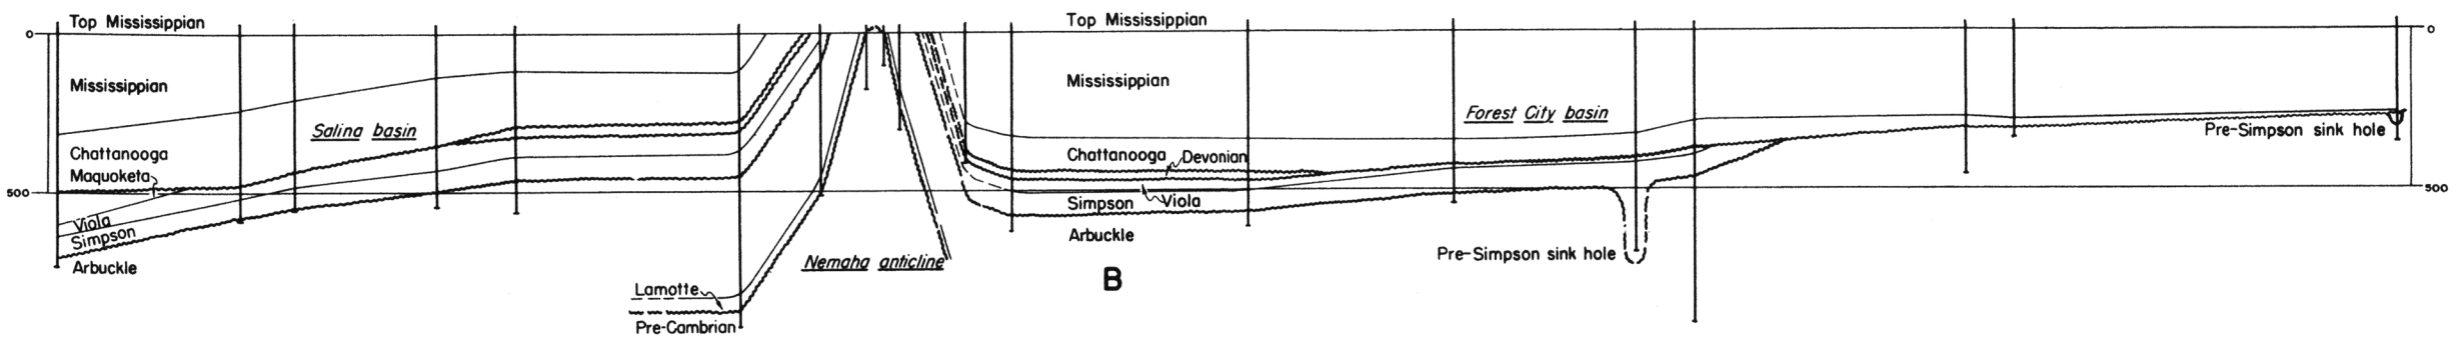 Top Mississippian
Top Mississippian
0
0
Mississippian
Mississippian
Salina basin
Forest City basin
Pre-Simpson sink hole
Chattanooga
Chattanooga
Devonian
Maquoketa
500
500
Viola
Simpson
Viola
Simpson
Arbuckle
Arbuckle
Nemaha anticline
Pre-Simpson sink hole
B
Lamotte
Pre-Cambrian